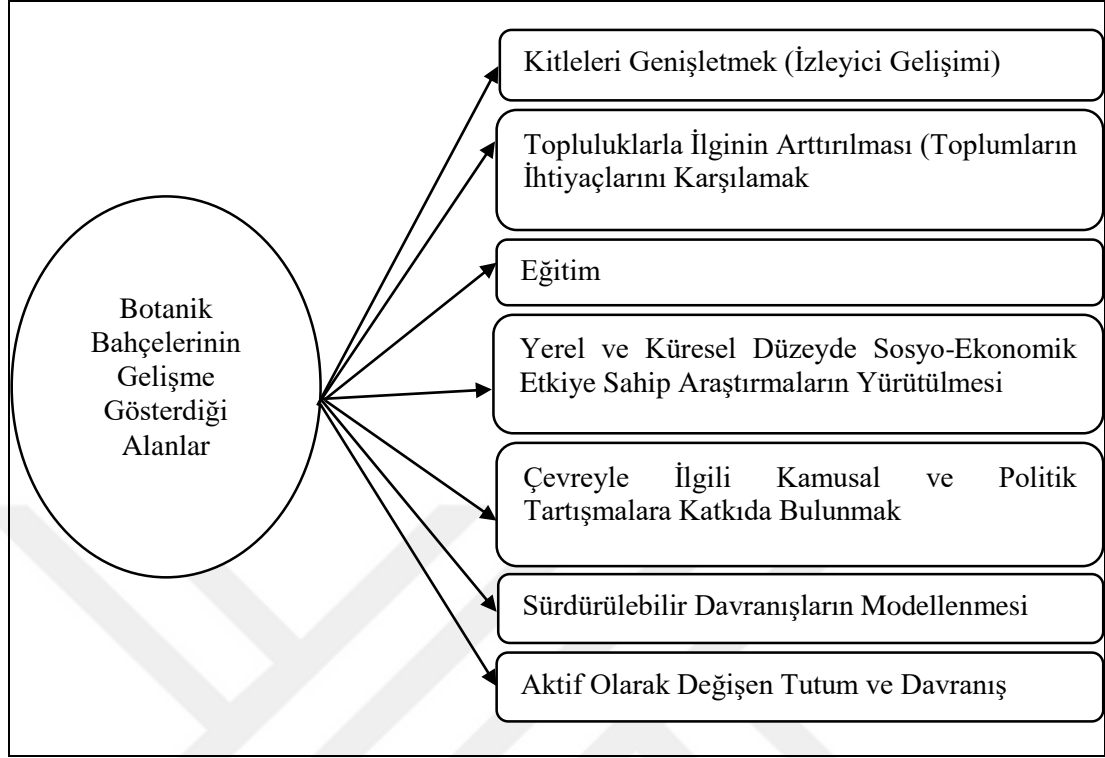 Botanik
Bahçelerinin
Gelişme
Gösterdiği
Alanlar
Kitleleri Genişletmek (İzleyici Gelişimi)
Topluluklarla İlginin Arttırılması (Toplumların
İhtiyaçlarını Karşılamak
Eğitim
Yerel ve Küresel Düzeyde Sosyo-Ekonomik
Etkiye Sahip Araştırmaların Yürütülmesi
Çevreyle İlgili Kamusal ve Politik
Tartışmalara Katkıda Bulunmak
Sürdürülebilir Davranışların Modellenmesi
Aktif Olarak Değişen Tutum ve Davranış